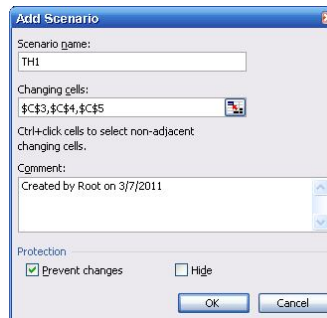 Add Scenario
Scenario name:
TH1
Changing cells:
$C$3,$C$4,$C$5
Ctrl+click cells to select non-adjacent
changing cells.
Comment:
Created by Root on 3/7/2011
Protection
Prevent changes
Hide
OK
Cancel